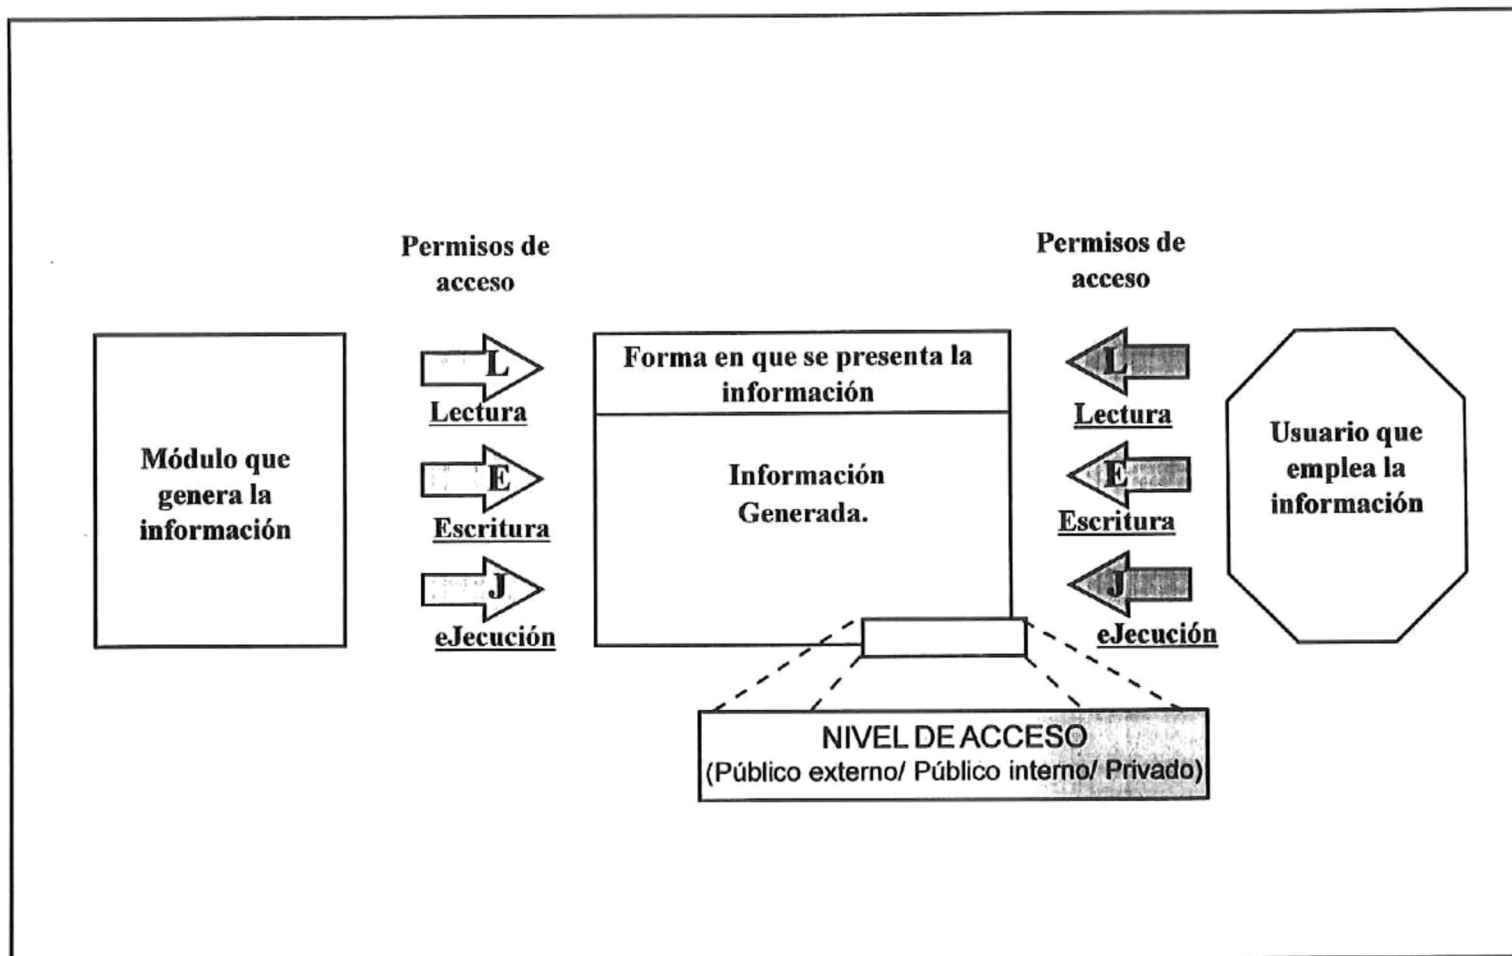 Permisos de
acceso
Permisos de
acceso
Módulo que
genera la
información
L
Lectura
E
Escritura
J
eJecución
Forma en que se presenta la
información
Información
Generada.
L
Lectura
E
Escritura
J
eJecución
Usuario que
emplea la
información
NIVEL DE ACCESO
(Público externo/ Público interno/ Privado)